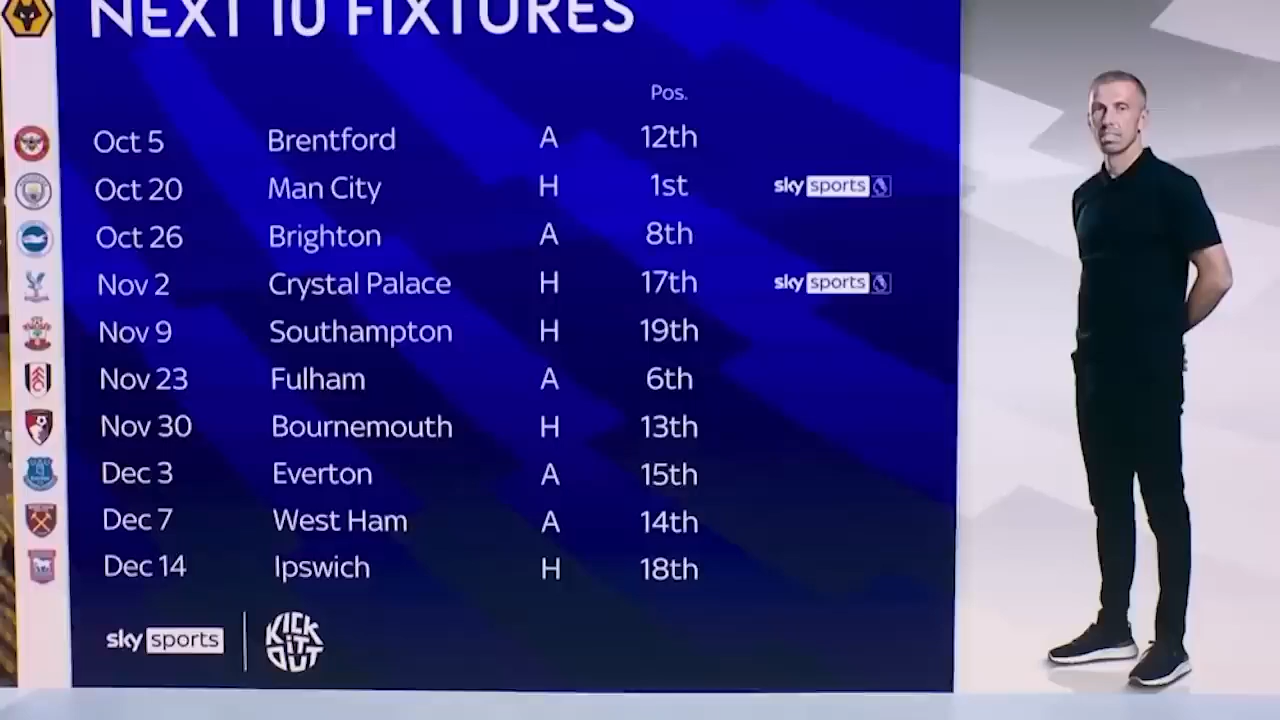 NEXT 10 FIXTURES
Pos.
Oct 5 Brentford A 12th
Oct 20 Man City H 1st sky sports
Oct 26 Brighton A 8th
Nov 2 Crystal Palace H 17th sky sports
Nov 9 Southampton H 19th
Nov 23 Fulham A 6th
Nov 30 Bournemouth H 13th
Dec 3 Everton A 15th
Dec 7 West Ham A 14th
Dec 14 Ipswich H 18th
sky sports KICK IT OUT